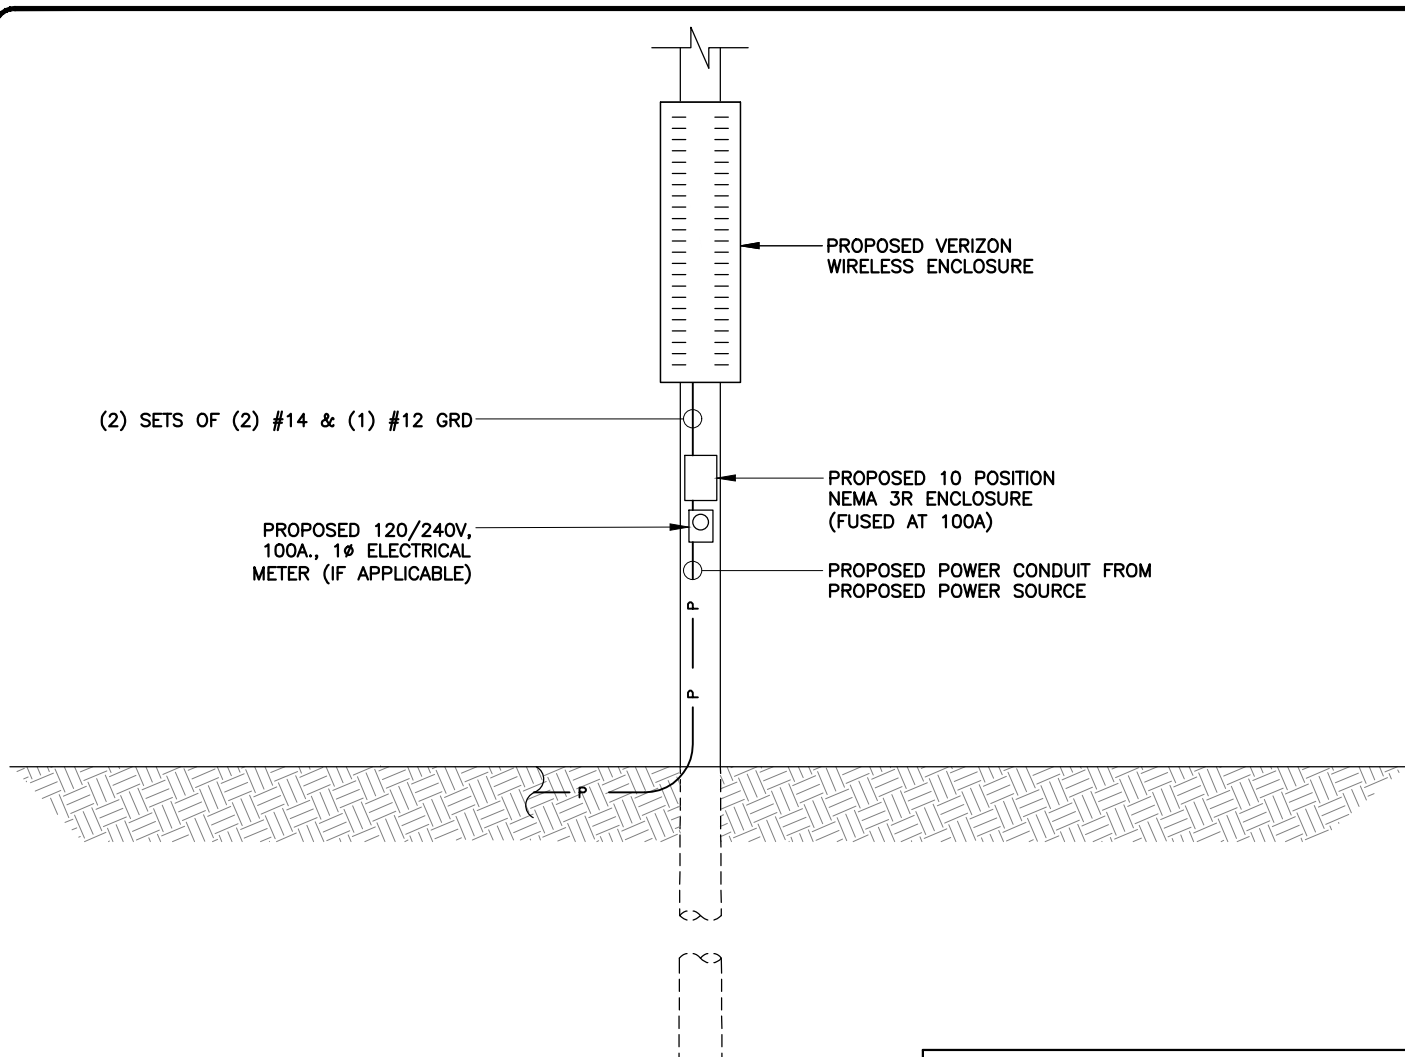 PROPOSED VERIZON
WIRELESS ENCLOSURE
(2) SETS OF (2) #14 & (1) #12 GRD
PROPOSED 10 POSITION
NEMA 3R ENCLOSURE
(FUSED AT 100A)
PROPOSED 120/240V,
100A., 1ø ELECTRICAL
METER (IF APPLICABLE)
PROPOSED POWER CONDUIT FROM
PROPOSED POWER SOURCE
P
P
P